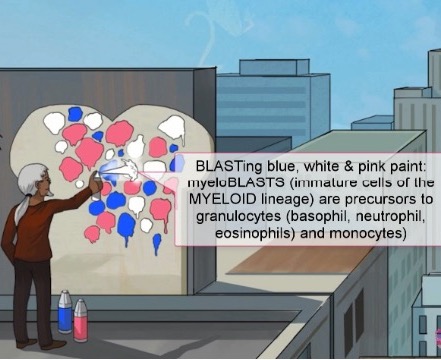 BLASTing blue, white & pink paint:
myeloBLASTS (immature cells of the
MYELOID lineage) are precursors to
granulocytes (basophil, neutrophil,
eosinophils) and monocytes)